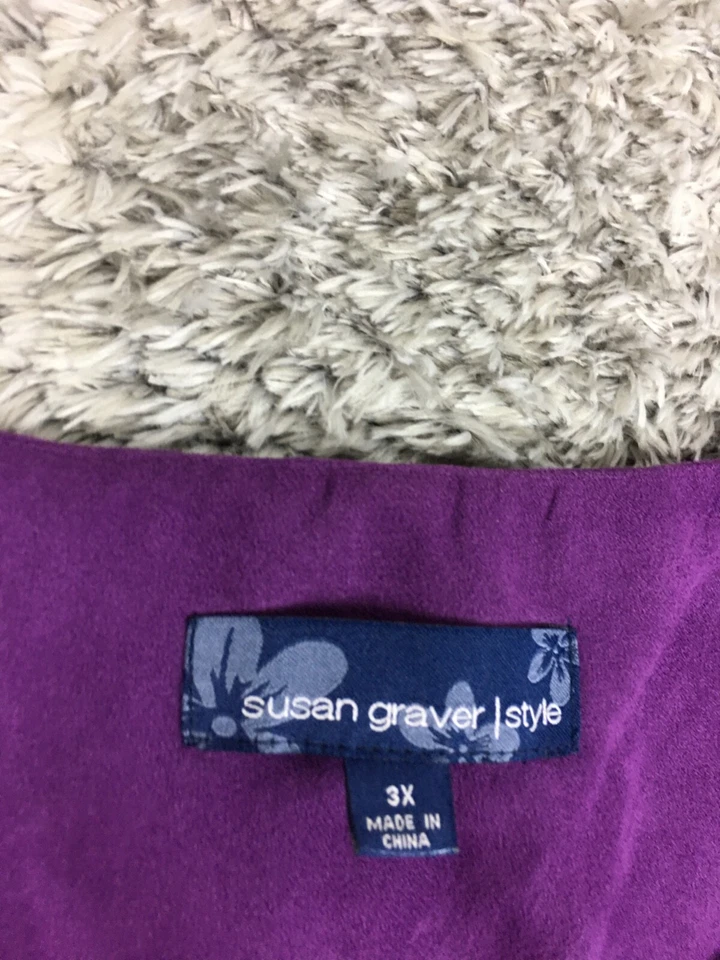 susan graver | style
3X
MADE IN
CHINA